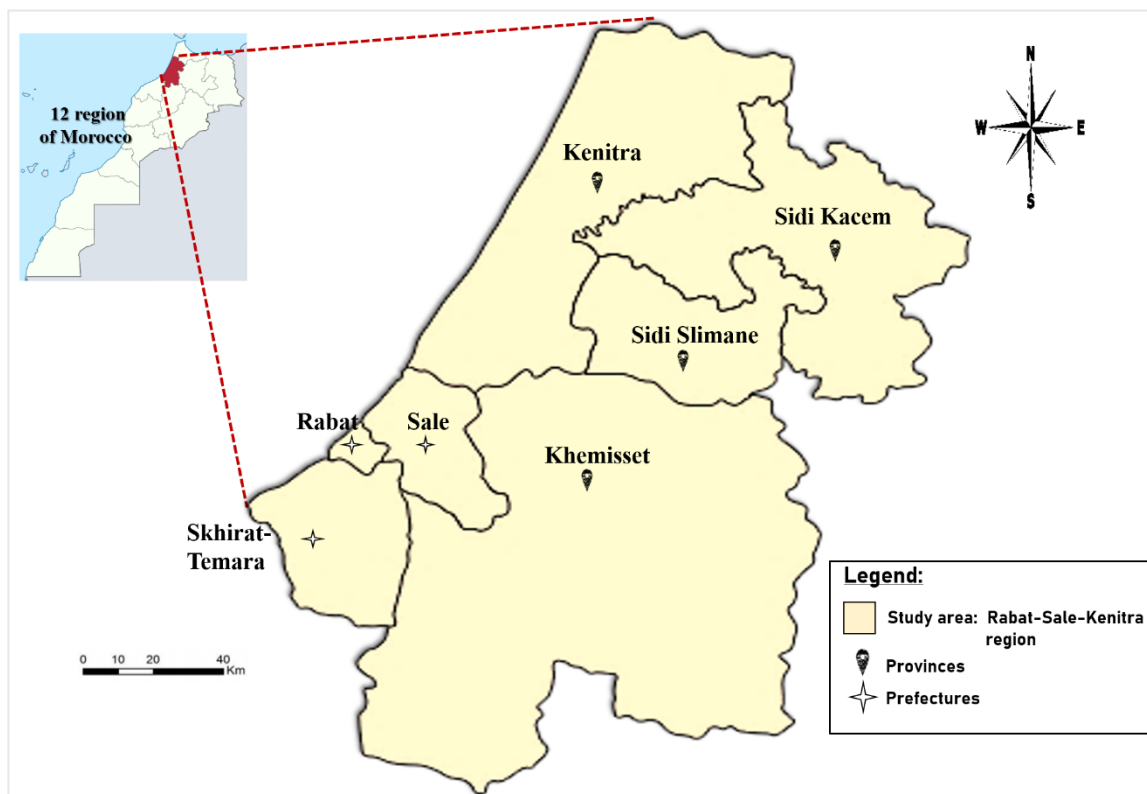 12 region
of Morocco
N
W
E
S
Kenitra
Sidi Kacem
Sidi Slimane
Rabat
Sale
Khemisset
Skhirat-
Temara
Legend:
Study area: Rabat-Sale-Kenitra
region
Provinces
Prefectures
0 10 20 40
Km